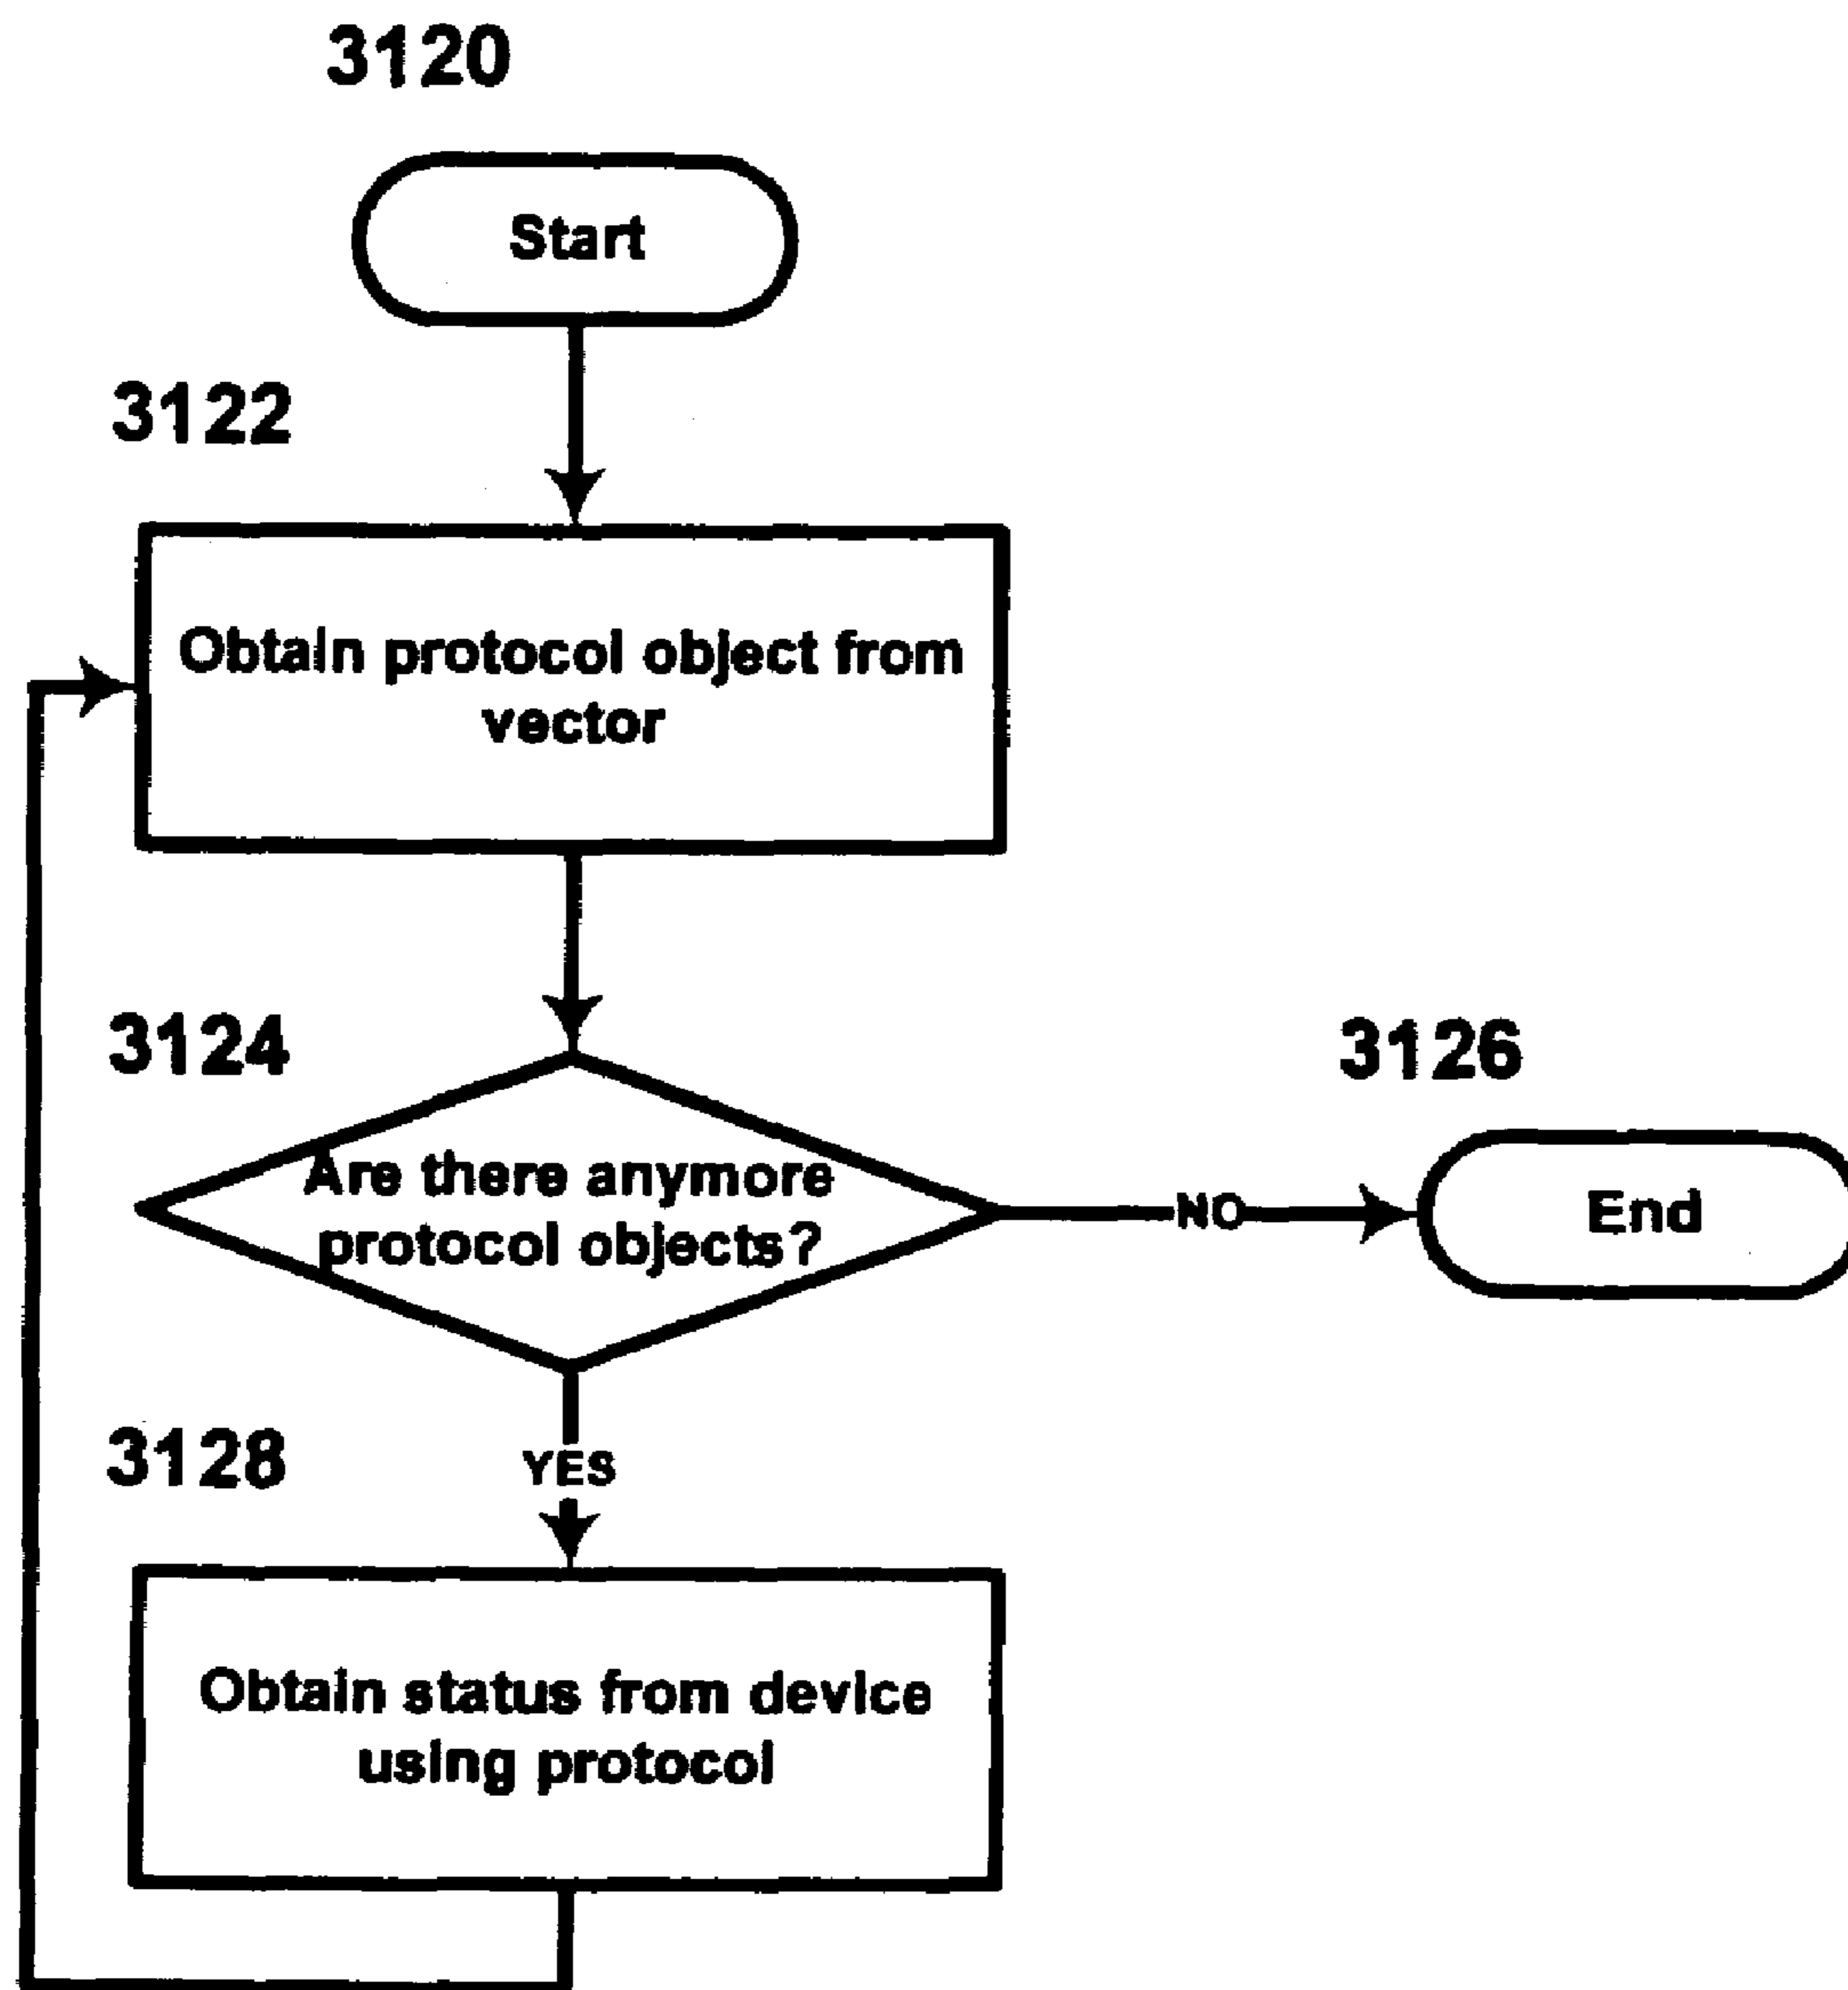 3120
Start
3122
Obtain protocol object from
vector
3124
Are there anymore
protocol objects?
NO
3126
End
3128
YES
Obtain status from device
using protocol